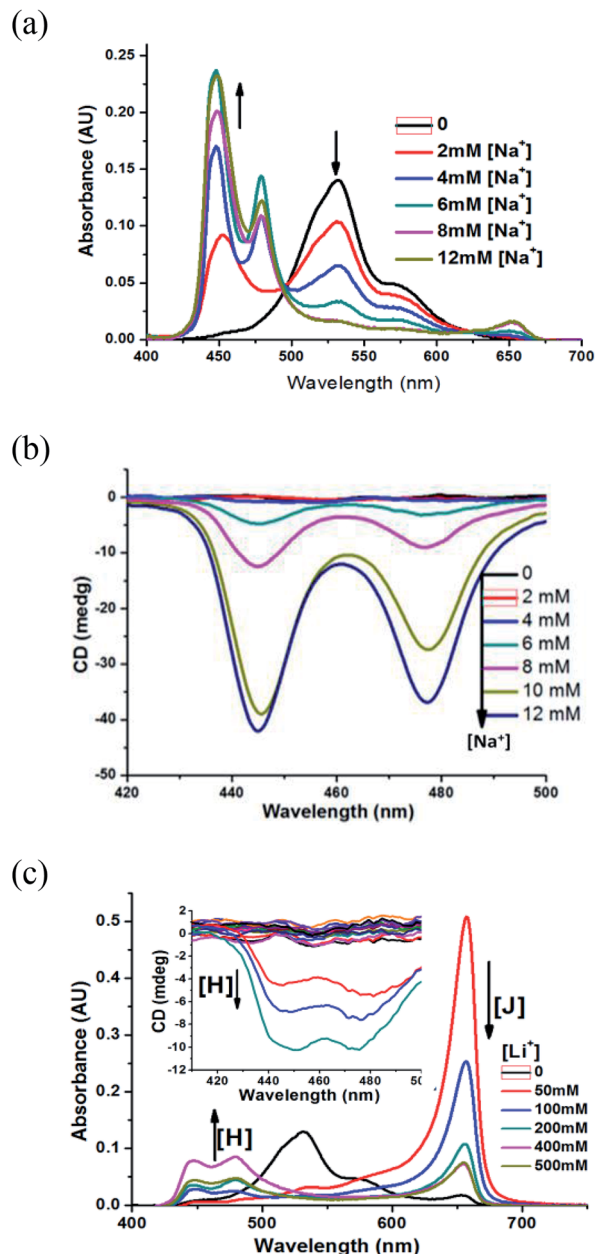 (a)
0.25
0.20
0.15
0.10
0.05
0.00
Absorbance (AU)
0
2mM [Na⁺]
4mM [Na⁺]
6mM [Na⁺]
8mM [Na⁺]
12mM [Na⁺]
400 450 500 550 600 650 700
Wavelength (nm)
(b)
0
-10
-20
-30
-40
-50
CD (medg)
0
2 mM
4 mM
6 mM
8 mM
10 mM
12 mM
[Na⁺]
420 440 460 480 500
Wavelength (nm)
(c)
0.5
0.4
0.3
0.2
0.1
0.0
Absorbance (AU)
2
0
-2
-4
-6
-8
-10
-12
CD (mdeg)
[H]
420 440 460 480
Wavelength (nm)
[J]
[Li⁺]
0
50mM
100mM
200mM
400mM
500mM
[H]
400 500 600 700
Wavelength (nm)